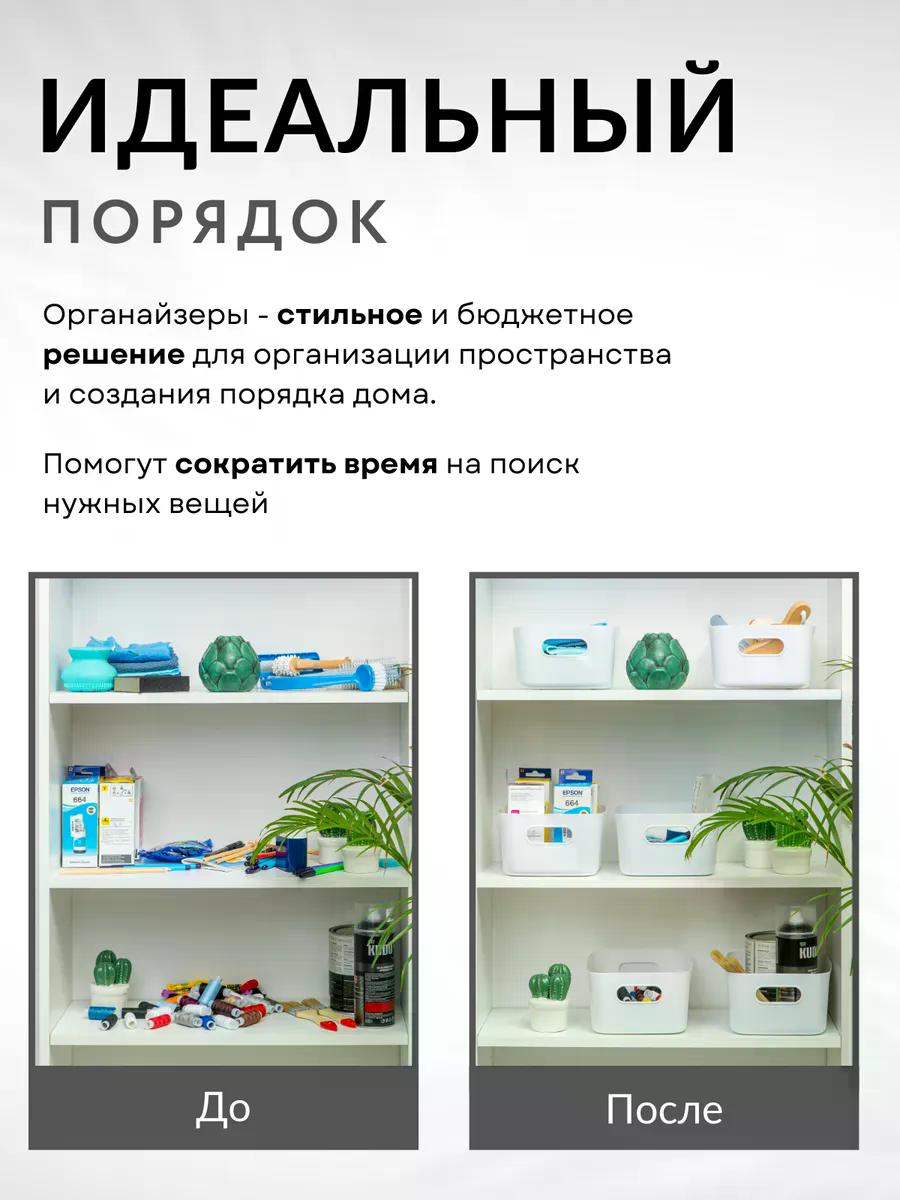 ИДЕАЛЬНЫЙ
ПОРЯДОК
Органайзеры - стильное и бюджетное
решение для организации пространства
и создания порядка дома.
Помогут сократить время на поиск
нужных вещей
EPSON
664
EPSON
664
KUDO
До
После